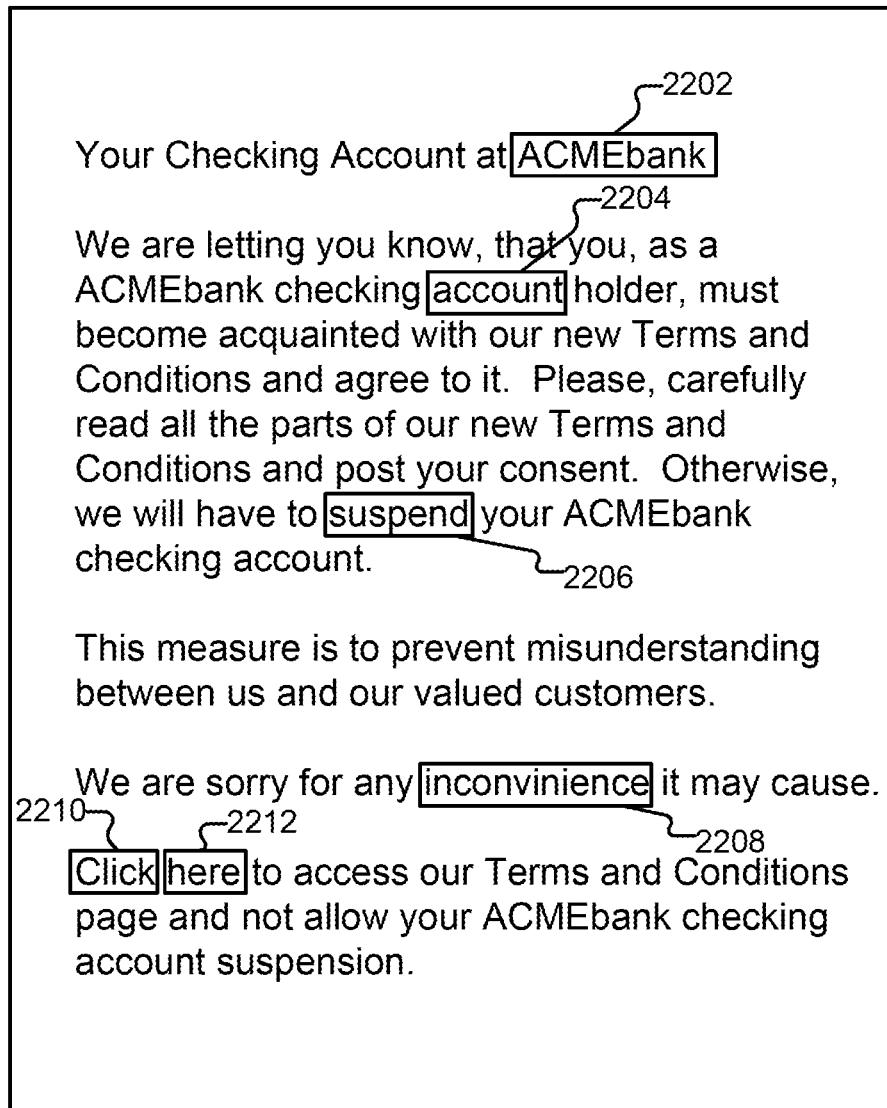 2202
Your Checking Account at ACMEbank
2204
We are letting you know, that you, as a
ACMEbank checking account holder, must
become acquainted with our new Terms and
Conditions and agree to it.  Please, carefully
read all the parts of our new Terms and
Conditions and post your consent.  Otherwise,
we will have to suspend your ACMEbank
checking account.
2206
This measure is to prevent misunderstanding
between us and our valued customers.
We are sorry for any inconvinience it may cause.
2210 2212 2208
Click here to access our Terms and Conditions
page and not allow your ACMEbank checking
account suspension.